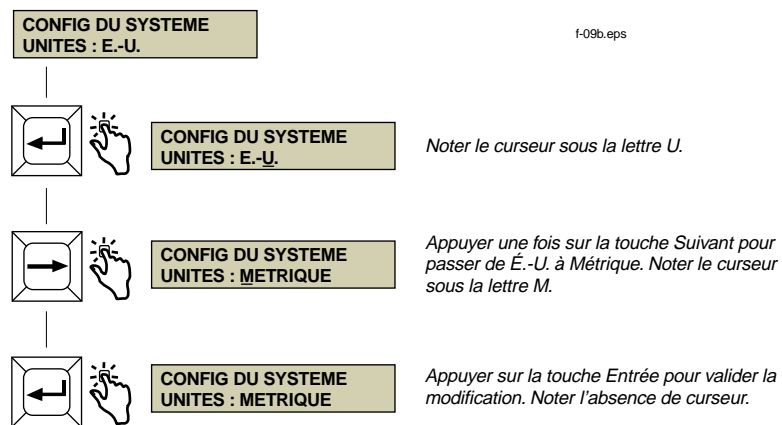 CONFIG DU SYSTEME
UNITES : E.-U.
f-09b.eps
CONFIG DU SYSTEME
UNITES : E.-U.
Noter le curseur sous la lettre U.
CONFIG DU SYSTEME
UNITES : METRIQUE
Appuyer une fois sur la touche Suivant pour
passer de É.-U. à Métrique. Noter le curseur
sous la lettre M.
CONFIG DU SYSTEME
UNITES : METRIQUE
Appuyer sur la touche Entrée pour valider la
modification. Noter l'absence de curseur.